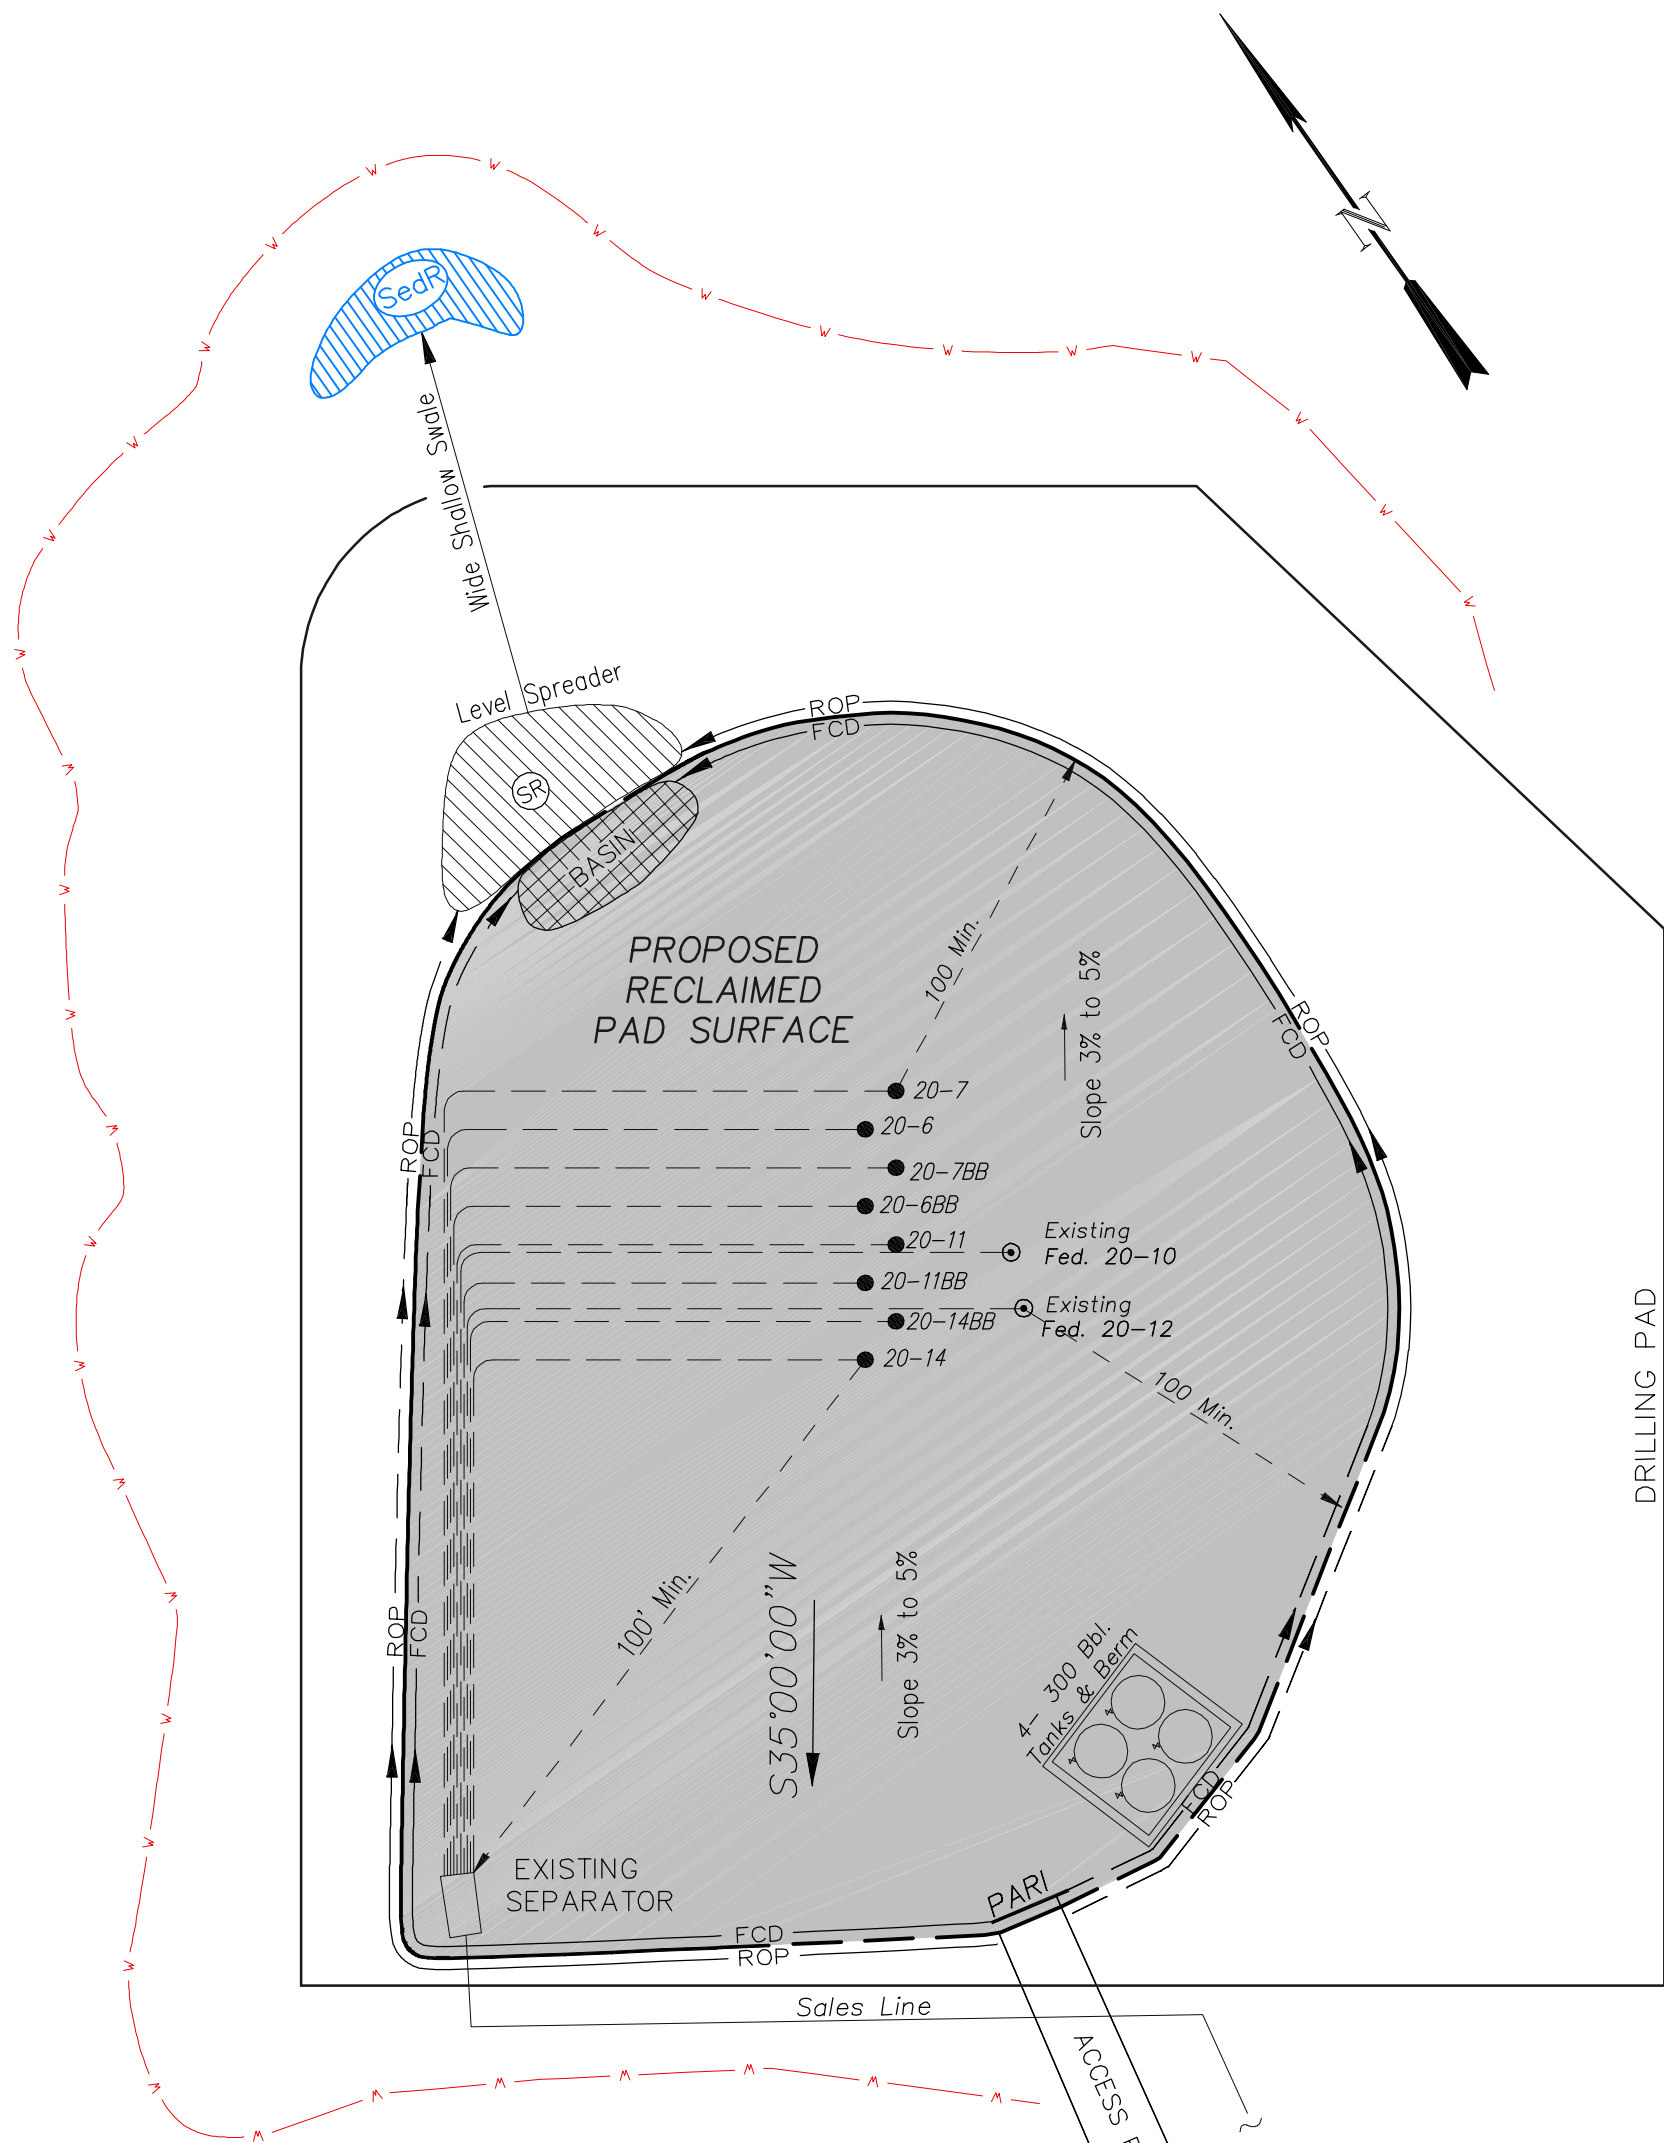 N
SedR
Wide Shallow Swale
Level Spreader
SR
BASIN
ROP
FCD
PROPOSED
RECLAIMED
PAD SURFACE
100 Min.
Slope 3% to 5%
ROP
FCD
ROP
FCD
20-7
20-6
20-7BB
20-6BB
20-11
20-11BB
20-14BB
20-14
Existing
Fed. 20-10
Existing
Fed. 20-12
100 Min.
DRILLING PAD
100' Min.
S35°00'00"W
Slope 3% to 5%
ROP
FCD
4- 300 Bbl.
Tanks & Berm
FCD
ROP
EXISTING
SEPARATOR
PARI
FCD
ROP
Sales Line
ACCESS
W W W W W W W W W W W W W W W W W W W W W W W W W W W W W W W W W W W W